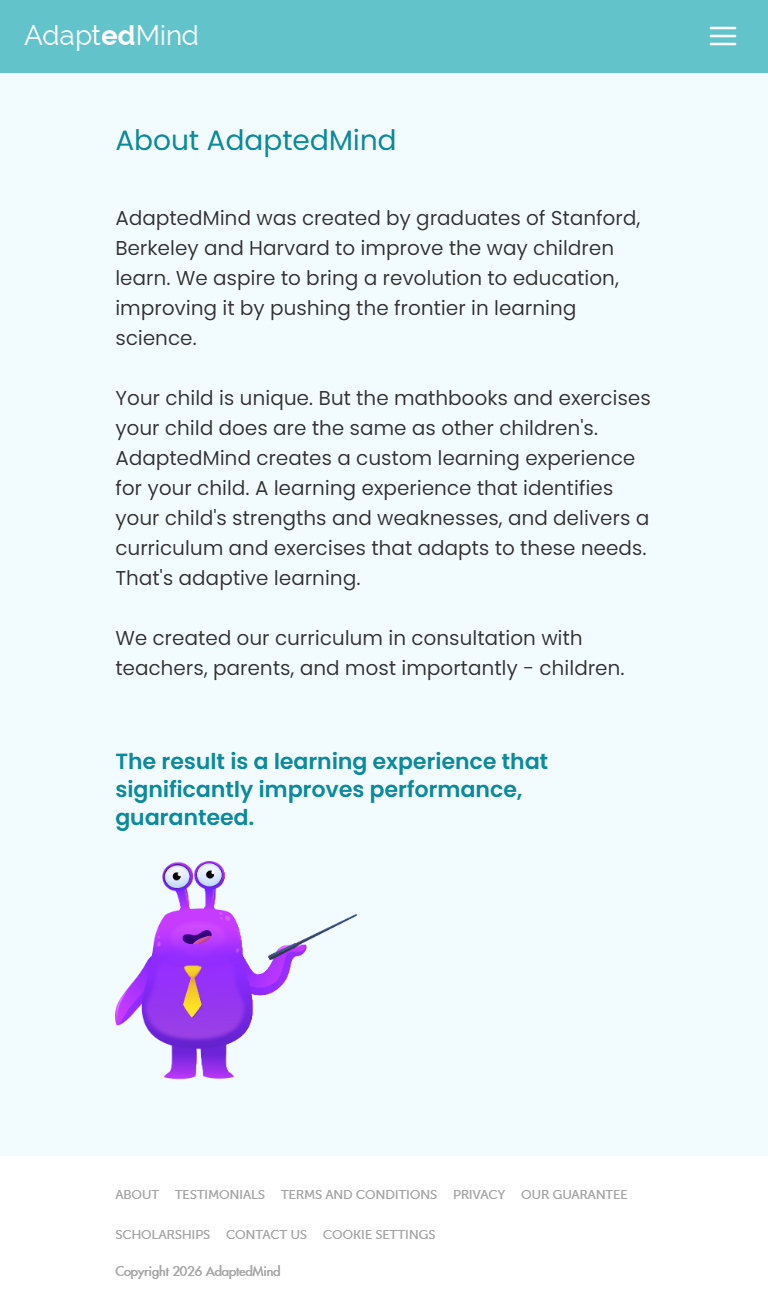 AdaptedMind
About AdaptedMind
AdaptedMind was created by graduates of Stanford,
Berkeley and Harvard to improve the way children
learn. We aspire to bring a revolution to education,
improving it by pushing the frontier in learning
science.
Your child is unique. But the mathbooks and exercises
your child does are the same as other children's.
AdaptedMind creates a custom learning experience
for your child. A learning experience that identifies
your child's strengths and weaknesses, and delivers a
curriculum and exercises that adapts to these needs.
That's adaptive learning.
We created our curriculum in consultation with
teachers, parents, and most importantly - children.
The result is a learning experience that
significantly improves performance,
guaranteed.
ABOUT TESTIMONIALS TERMS AND CONDITIONS PRIVACY OUR GUARANTEE
SCHOLARSHIPS CONTACT US COOKIE SETTINGS
Copyright 2026 AdaptedMind